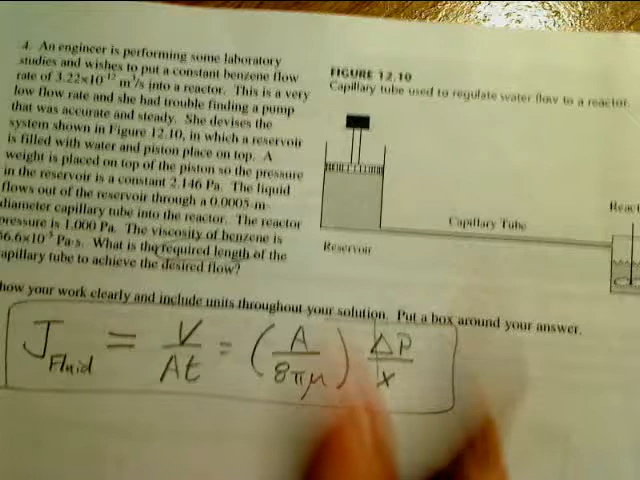 4. An engineer is performing some laboratory
studies and wishes to put a constant benzene flow
rate of 3.22×10⁻¹² m³/s into a reactor. This is a very
low flow rate and she had trouble finding a pump
that was accurate and steady. She devises the
system shown in Figure 12.10, in which a reservoir
is filled with water and piston place on top. A
weight is placed on top of the piston so the pressure
in the reservoir is a constant 2.146 Pa. The liquid
flows out of the reservoir through a 0.0005-m-
diameter capillary tube into the reactor. The reactor
pressure is 1.000 Pa. The viscosity of benzene is
56.6×10⁻⁵ Pa·s. What is the required length of the
apillary tube to achieve the desired flow?
FIGURE 12.10
Capillary tube used to regulate water flow to a reactor.
Capillary Tube
React
Reservoir
how your work clearly and include units throughout your solution. Put a box around your answer.
J_Fluid = V/At = (A/8πμ) ΔP/x